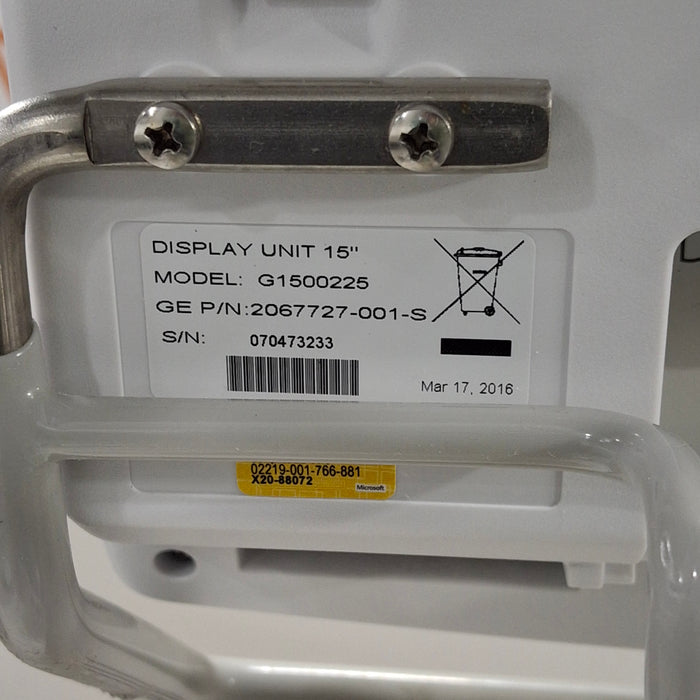 DISPLAY UNIT 15"
MODEL: G1500225
GE P/N:2067727-001-S
S/N: 070473233
Mar 17, 2016
02219-001-766-881
X20-88072
Microsoft